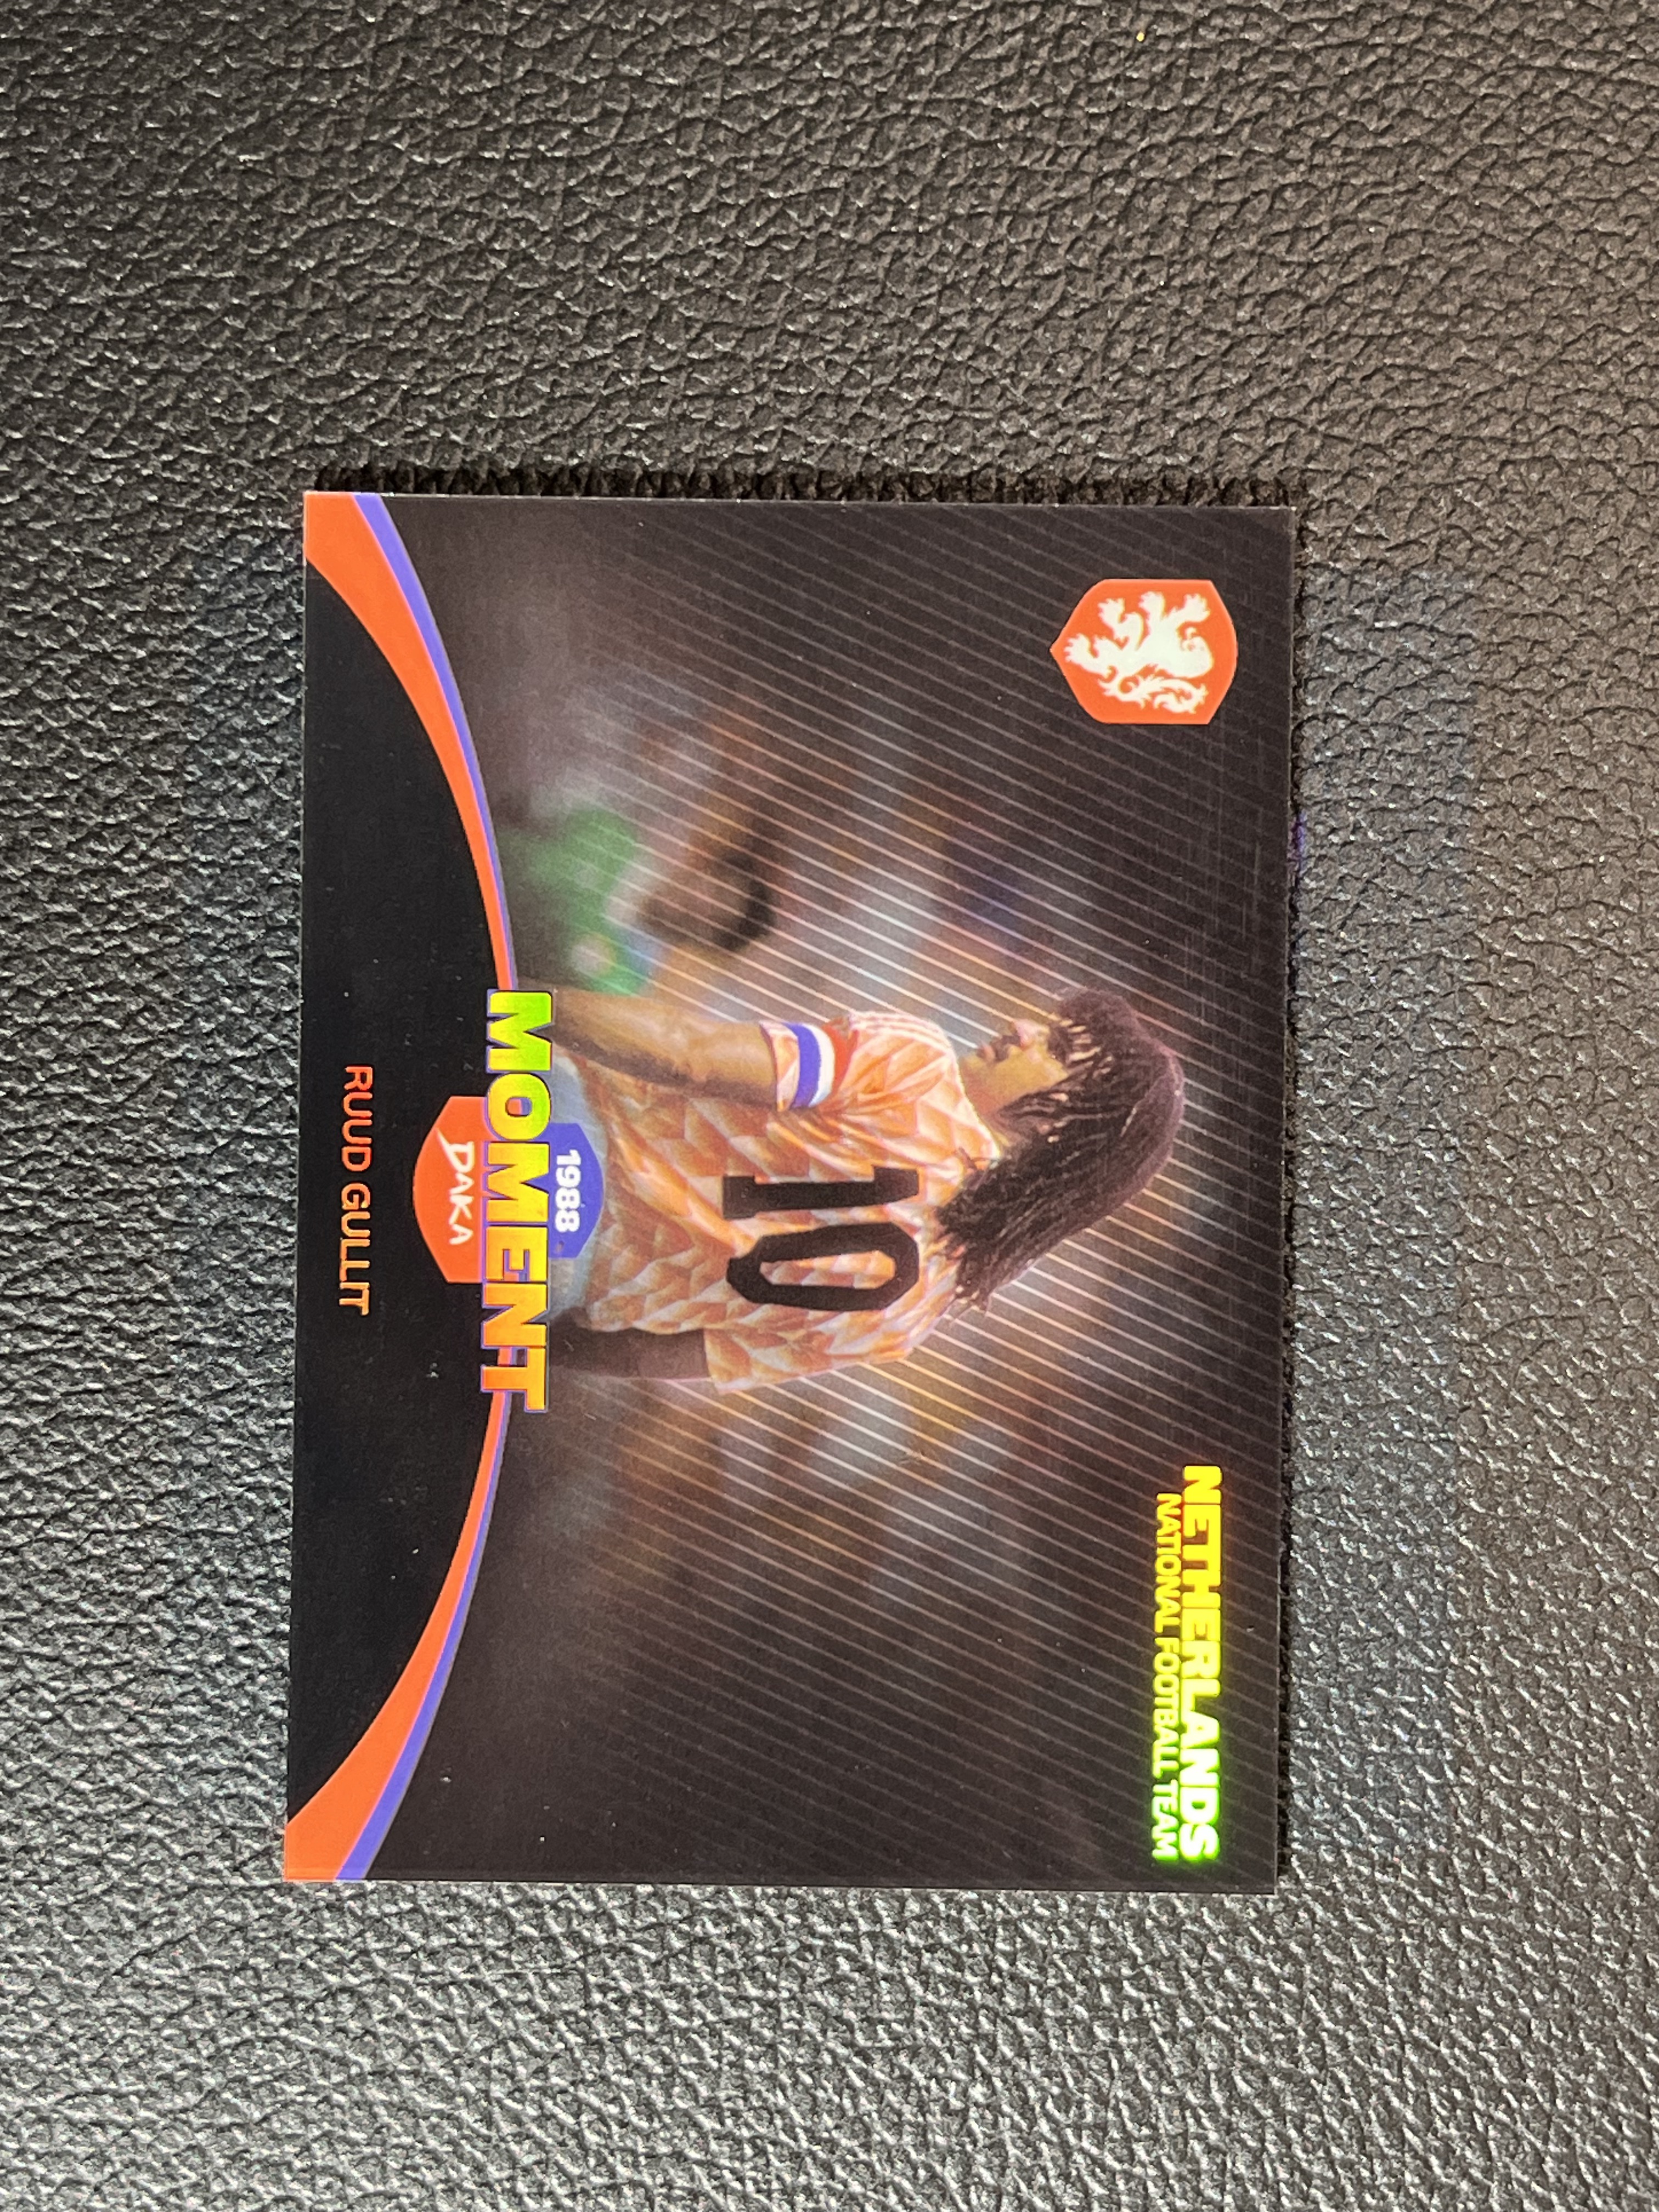 NETHERLANDS
NATIONAL FOOTBALL TEAM
10
1988
MOMENT
DAKA
RUUD GULLIT